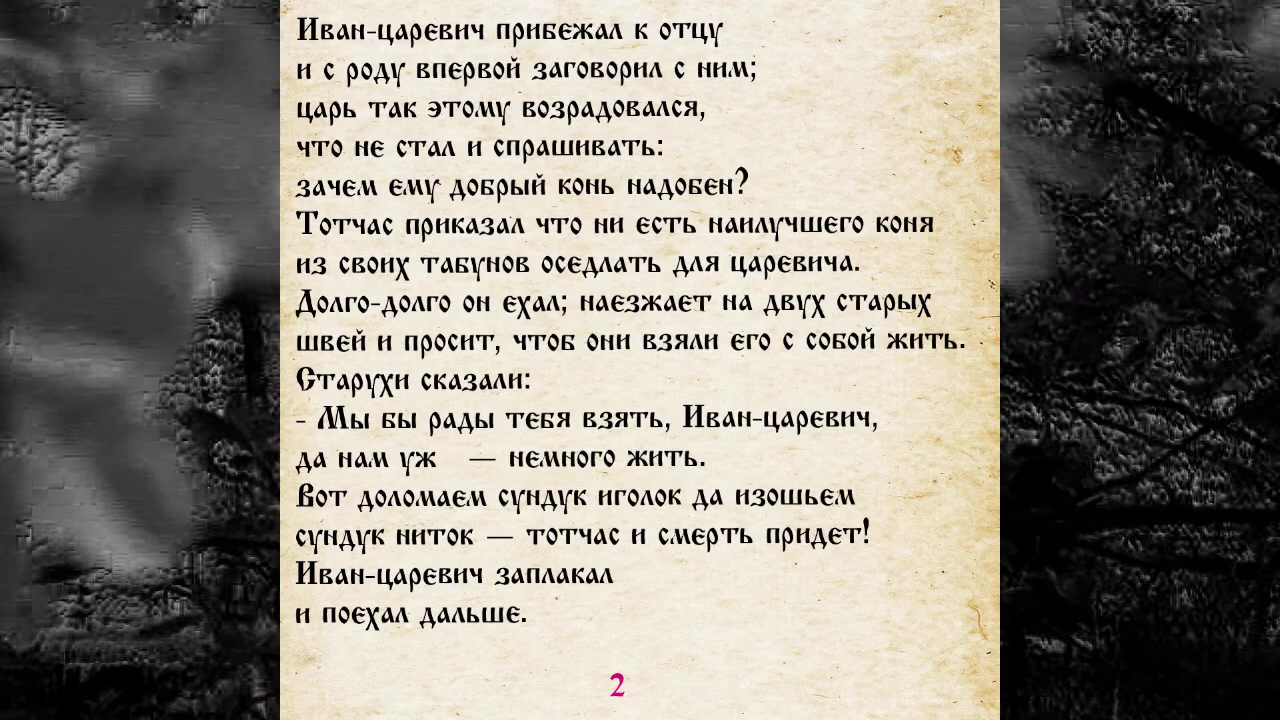 Иван-царевич прибежал к отцу
и с роду впервой заговорил с ним;
царь так этому возрадовался,
что не стал и спрашивать:
зачем ему добрый конь надобен?
Тотчас приказал что ни есть наилучшего коня
из своих табунов оседлать для царевича.
Долго-долго он ехал; наезжает на двух старых
швей и просит, чтоб они взяли его с собой жить.
Старухи сказали:
- Мы бы рады тебя взять, Иван-царевич,
да нам уж — немного жить.
Вот доломаем сундук иголок да изошьем
сундук ниток — тотчас и смерть придет!
Иван-царевич заплакал
и поехал дальше.
2